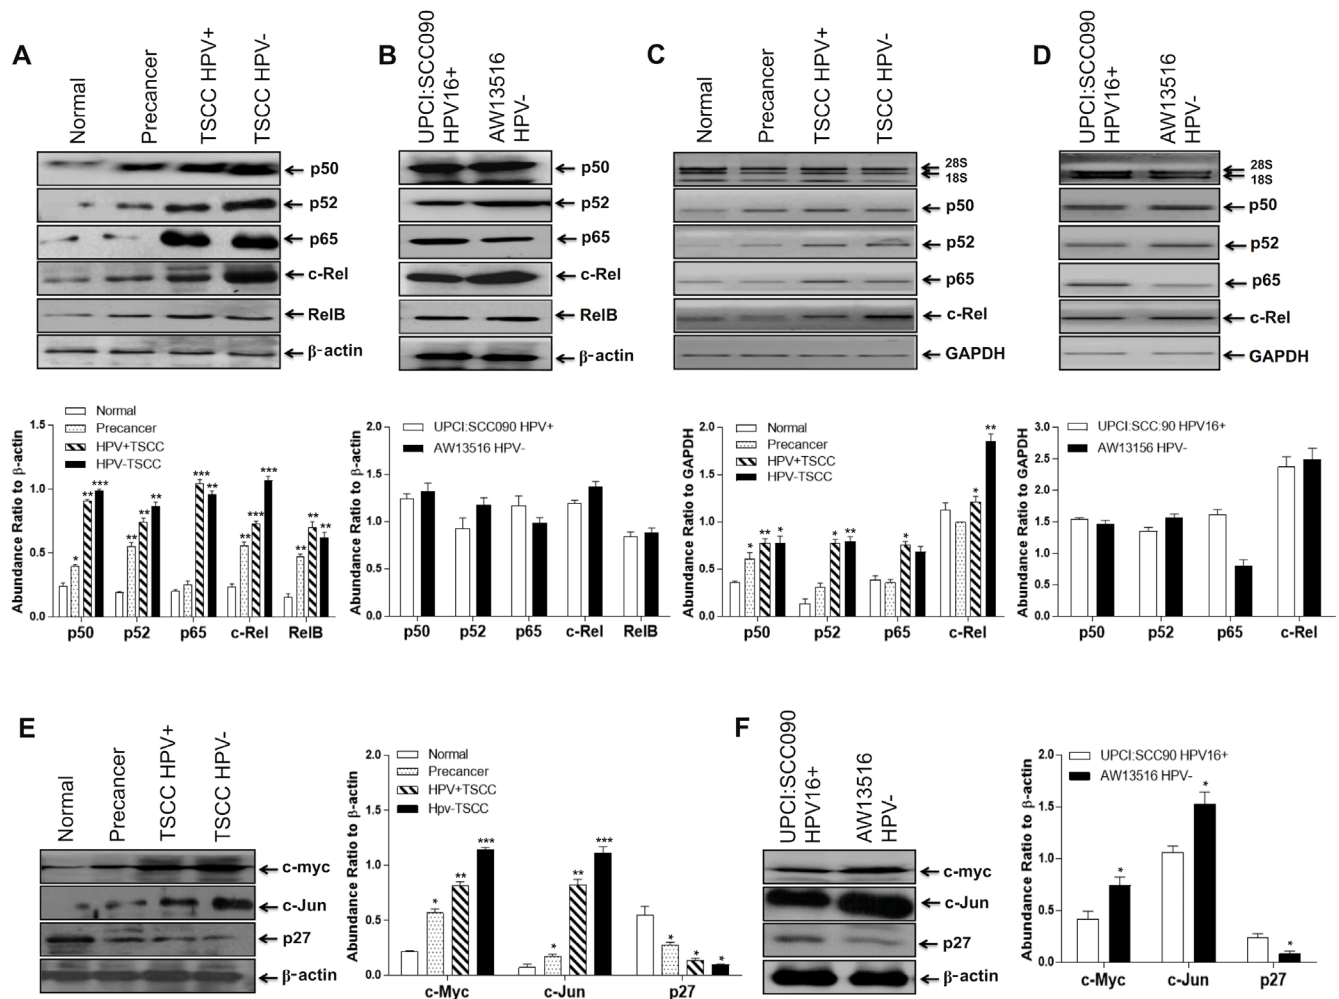 A
Normal
Precancer
TSCC HPV+
TSCC HPV-
p50
p52
p65
c-Rel
RelB
β-actin
B
UPCI:SCC090
HPV16+
AW13516
HPV-
p50
p52
p65
c-Rel
RelB
β-actin
C
Normal
Precancer
TSCC HPV+
TSCC HPV-
28S
18S
p50
p52
p65
c-Rel
GAPDH
D
UPCI:SCC090
HPV16+
AW13516
HPV-
28S
18S
p50
p52
p65
c-Rel
GAPDH
Abundance Ratio to β-actin
1.5
1.0
0.5
0.0
Normal
Precancer
HPV+TSCC
HPV-TSCC
* ** ***
** ** **
*** **
** *** ***
** ** **
p50 p52 p65 c-Rel RelB
Abundance Ratio to β-actin
2.0
1.5
1.0
0.5
0.0
UPCI:SCC090 HPV+
AW13516 HPV-
p50 p52 p65 c-Rel RelB
Abundance Ratio to GAPDH
2.0
1.5
1.0
0.5
0.0
Normal
Precancer
HPV+TSCC
HPV-TSCC
* ** *
* **
*
* **
p50 p52 p65 c-Rel
Abundance Ratio to GAPDH
3.0
2.5
2.0
1.5
1.0
0.5
0.0
UPCI:SCC:90 HPV16+
AW13156 HPV-
p50 p52 p65 c-Rel
E
Normal
Precancer
TSCC HPV+
TSCC HPV-
c-myc
c-Jun
p27
β-actin
Abundance Ratio to β-actin
2.0
1.5
1.0
0.5
0.0
Normal
Precancer
HPV+TSCC
Hpv-TSCC
* ** ***
* ** ***
* * *
c-Myc c-Jun p27
F
UPCI:SCC090
HPV16+
AW13516
HPV-
c-myc
c-Jun
p27
β-actin
Abundance Ratio to β-actin
2.0
1.5
1.0
0.5
0.0
UPCI:SCC90 HPV16+
AW13516 HPV-
* * *
c-Myc c-Jun p27